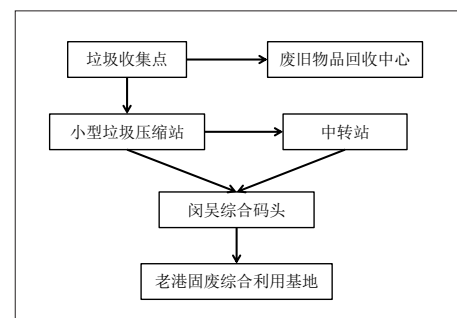 垃圾收集点
废旧物品回收中心
小型垃圾压缩站
中转站
闵吴综合码头
老港固废综合利用基地